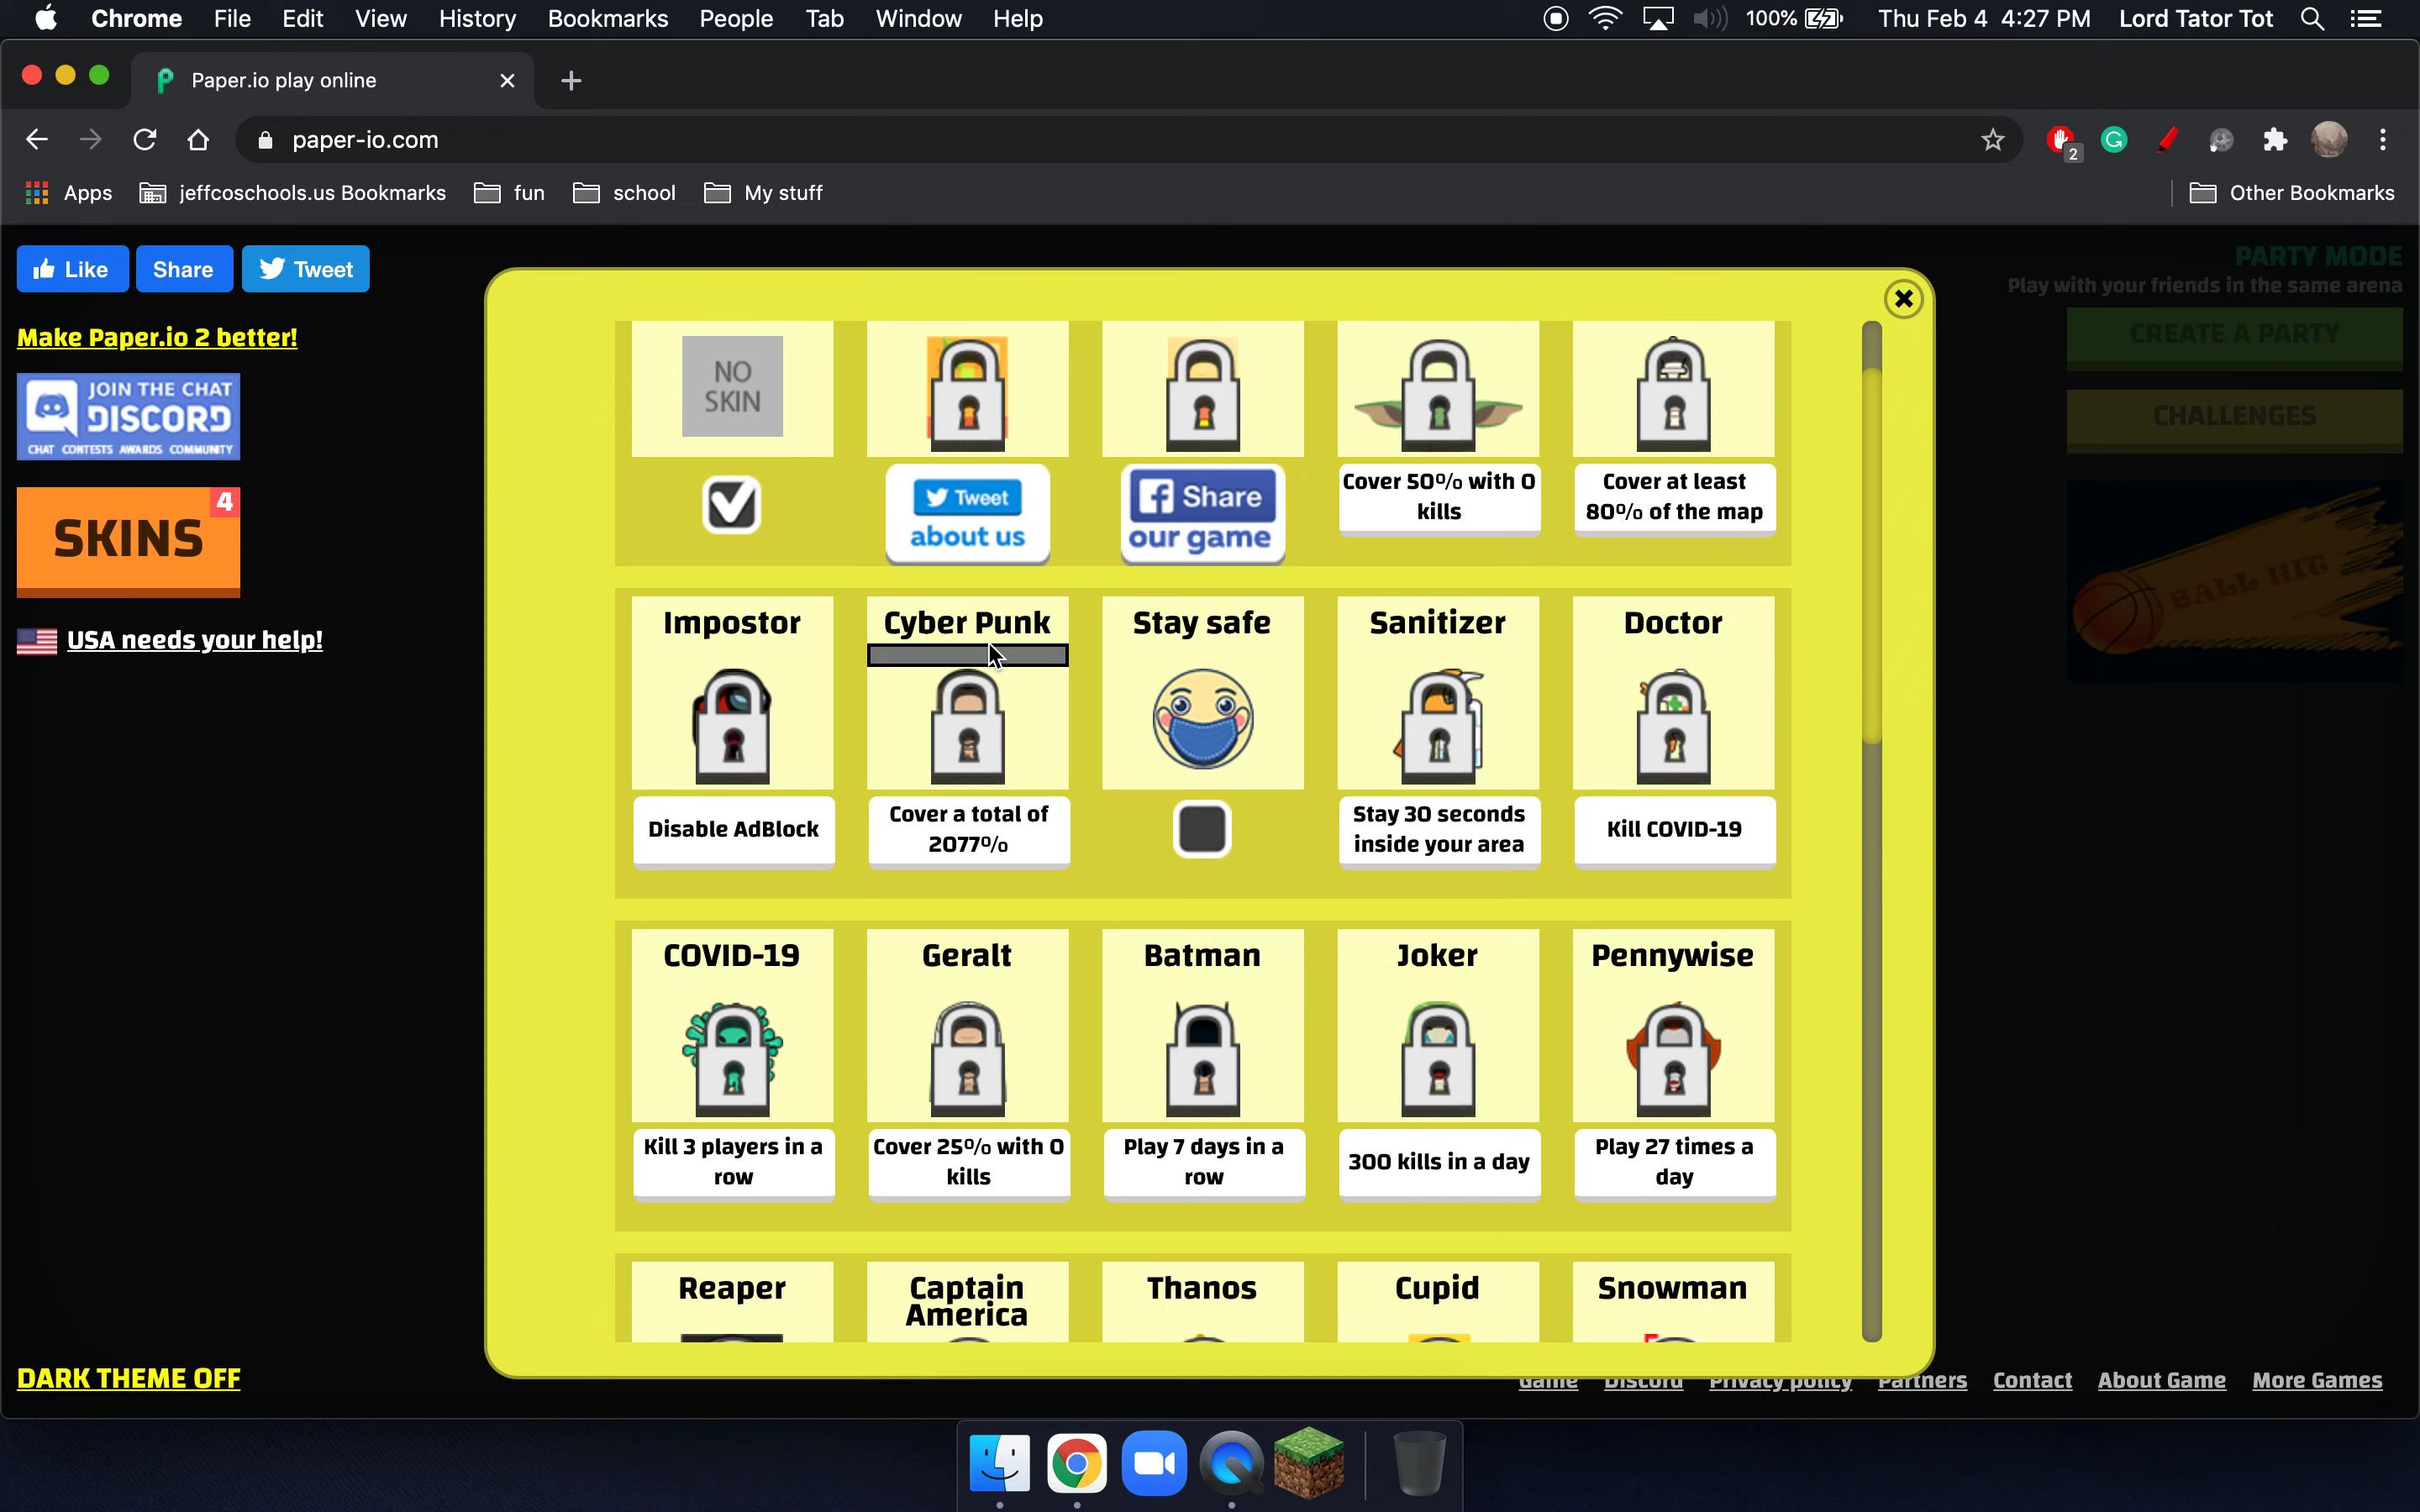 Chrome File Edit View History Bookmarks People Tab Window Help 100% Thu Feb 4 4:27 PM Lord Tator Tot
Paper.io play online
paper-io.com
2
Apps jeffcoschools.us Bookmarks fun school My stuff Other Bookmarks
Like Share Tweet
Make Paper.io 2 better!
JOIN THE CHAT
DISCORD
CHAT CONTESTS AWARDS COMMUNITY
SKINS 4
USA needs your help!
DARK THEME OFF
PARTY MODE
Play with your friends in the same arena
CREATE A PARTY
CHALLENGES
BALL HIT
NO
SKIN
Tweet
about us
Share
our game
Cover 50% with 0
kills
Cover at least
80% of the map
Impostor
Disable AdBlock
Cyber Punk
Cover a total of
2077%
Stay safe
Sanitizer
Stay 30 seconds
inside your area
Doctor
Kill COVID-19
COVID-19
Kill 3 players in a
row
Geralt
Cover 25% with 0
kills
Batman
Play 7 days in a
row
Joker
300 kills in a day
Pennywise
Play 27 times a
day
Reaper
Captain
America
Thanos
Cupid
Snowman
Game Discord Privacy policy Partners Contact About Game More Games